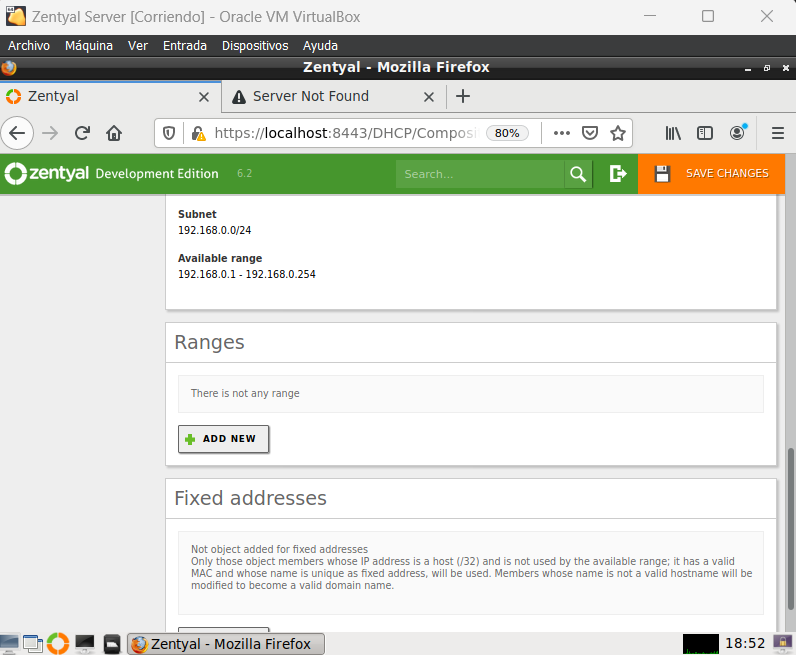 Zentyal Server [Corriendo] - Oracle VM VirtualBox
Archivo Máquina Ver Entrada Dispositivos Ayuda
Zentyal - Mozilla Firefox
Zentyal Server Not Found
https://localhost:8443/DHCP/Composi 80%
zentyal Development Edition 6.2 Search... SAVE CHANGES
Subnet
192.168.0.0/24
Available range
192.168.0.1 - 192.168.0.254
Ranges
There is not any range
ADD NEW
Fixed addresses
Not object added for fixed addresses
Only those object members whose IP address is a host (/32) and is not used by the available range; it has a valid
MAC and whose name is unique as fixed address, will be used. Members whose name is not a valid hostname will be
modified to become a valid domain name.
Zentyal - Mozilla Firefox 18:52